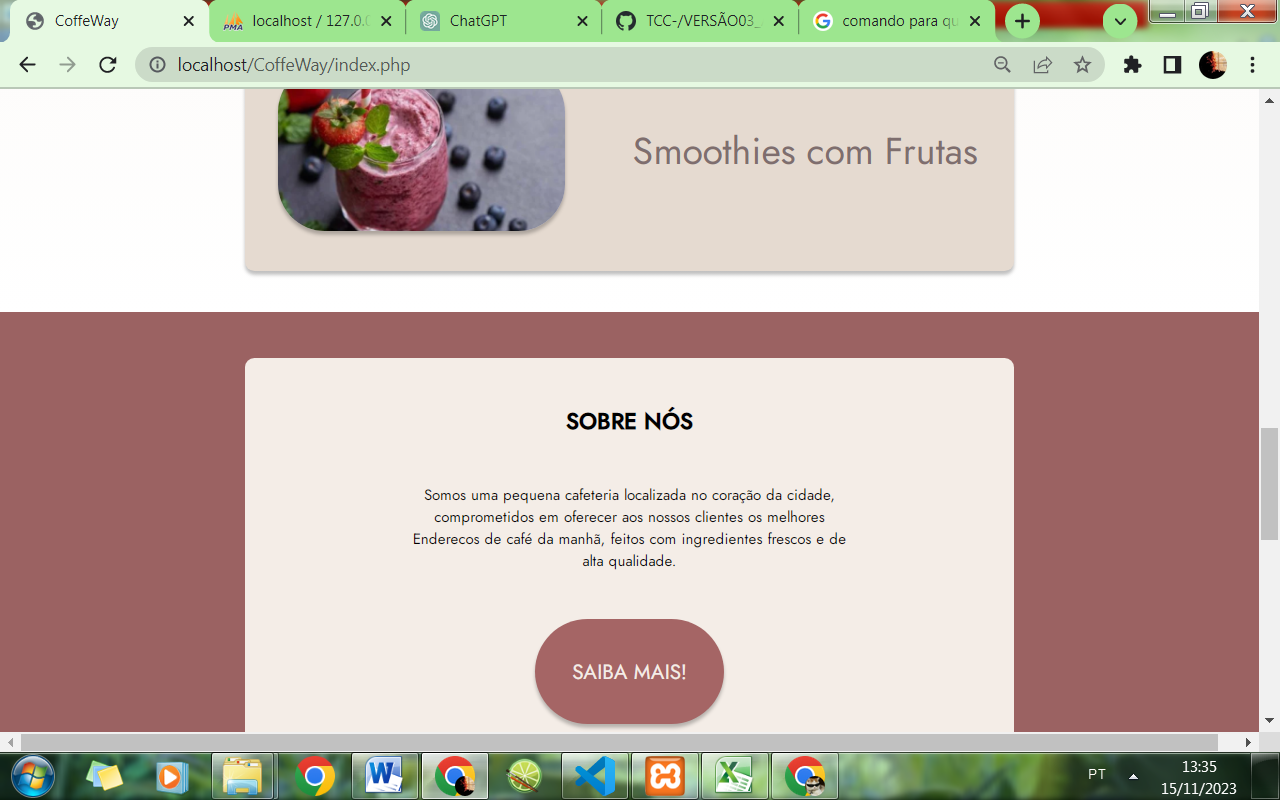 CoffeWay
localhost / 127.0.0
ChatGPT
TCC-/VERSÃO03_
comando para qu
localhost/CoffeWay/index.php
Smoothies com Frutas
SOBRE NÓS
Somos uma pequena cafeteria localizada no coração da cidade,
comprometidos em oferecer aos nossos clientes os melhores
Enderecos de café da manhã, feitos com ingredientes frescos e de
alta qualidade.
SAIBA MAIS!
PT
13:35
15/11/2023